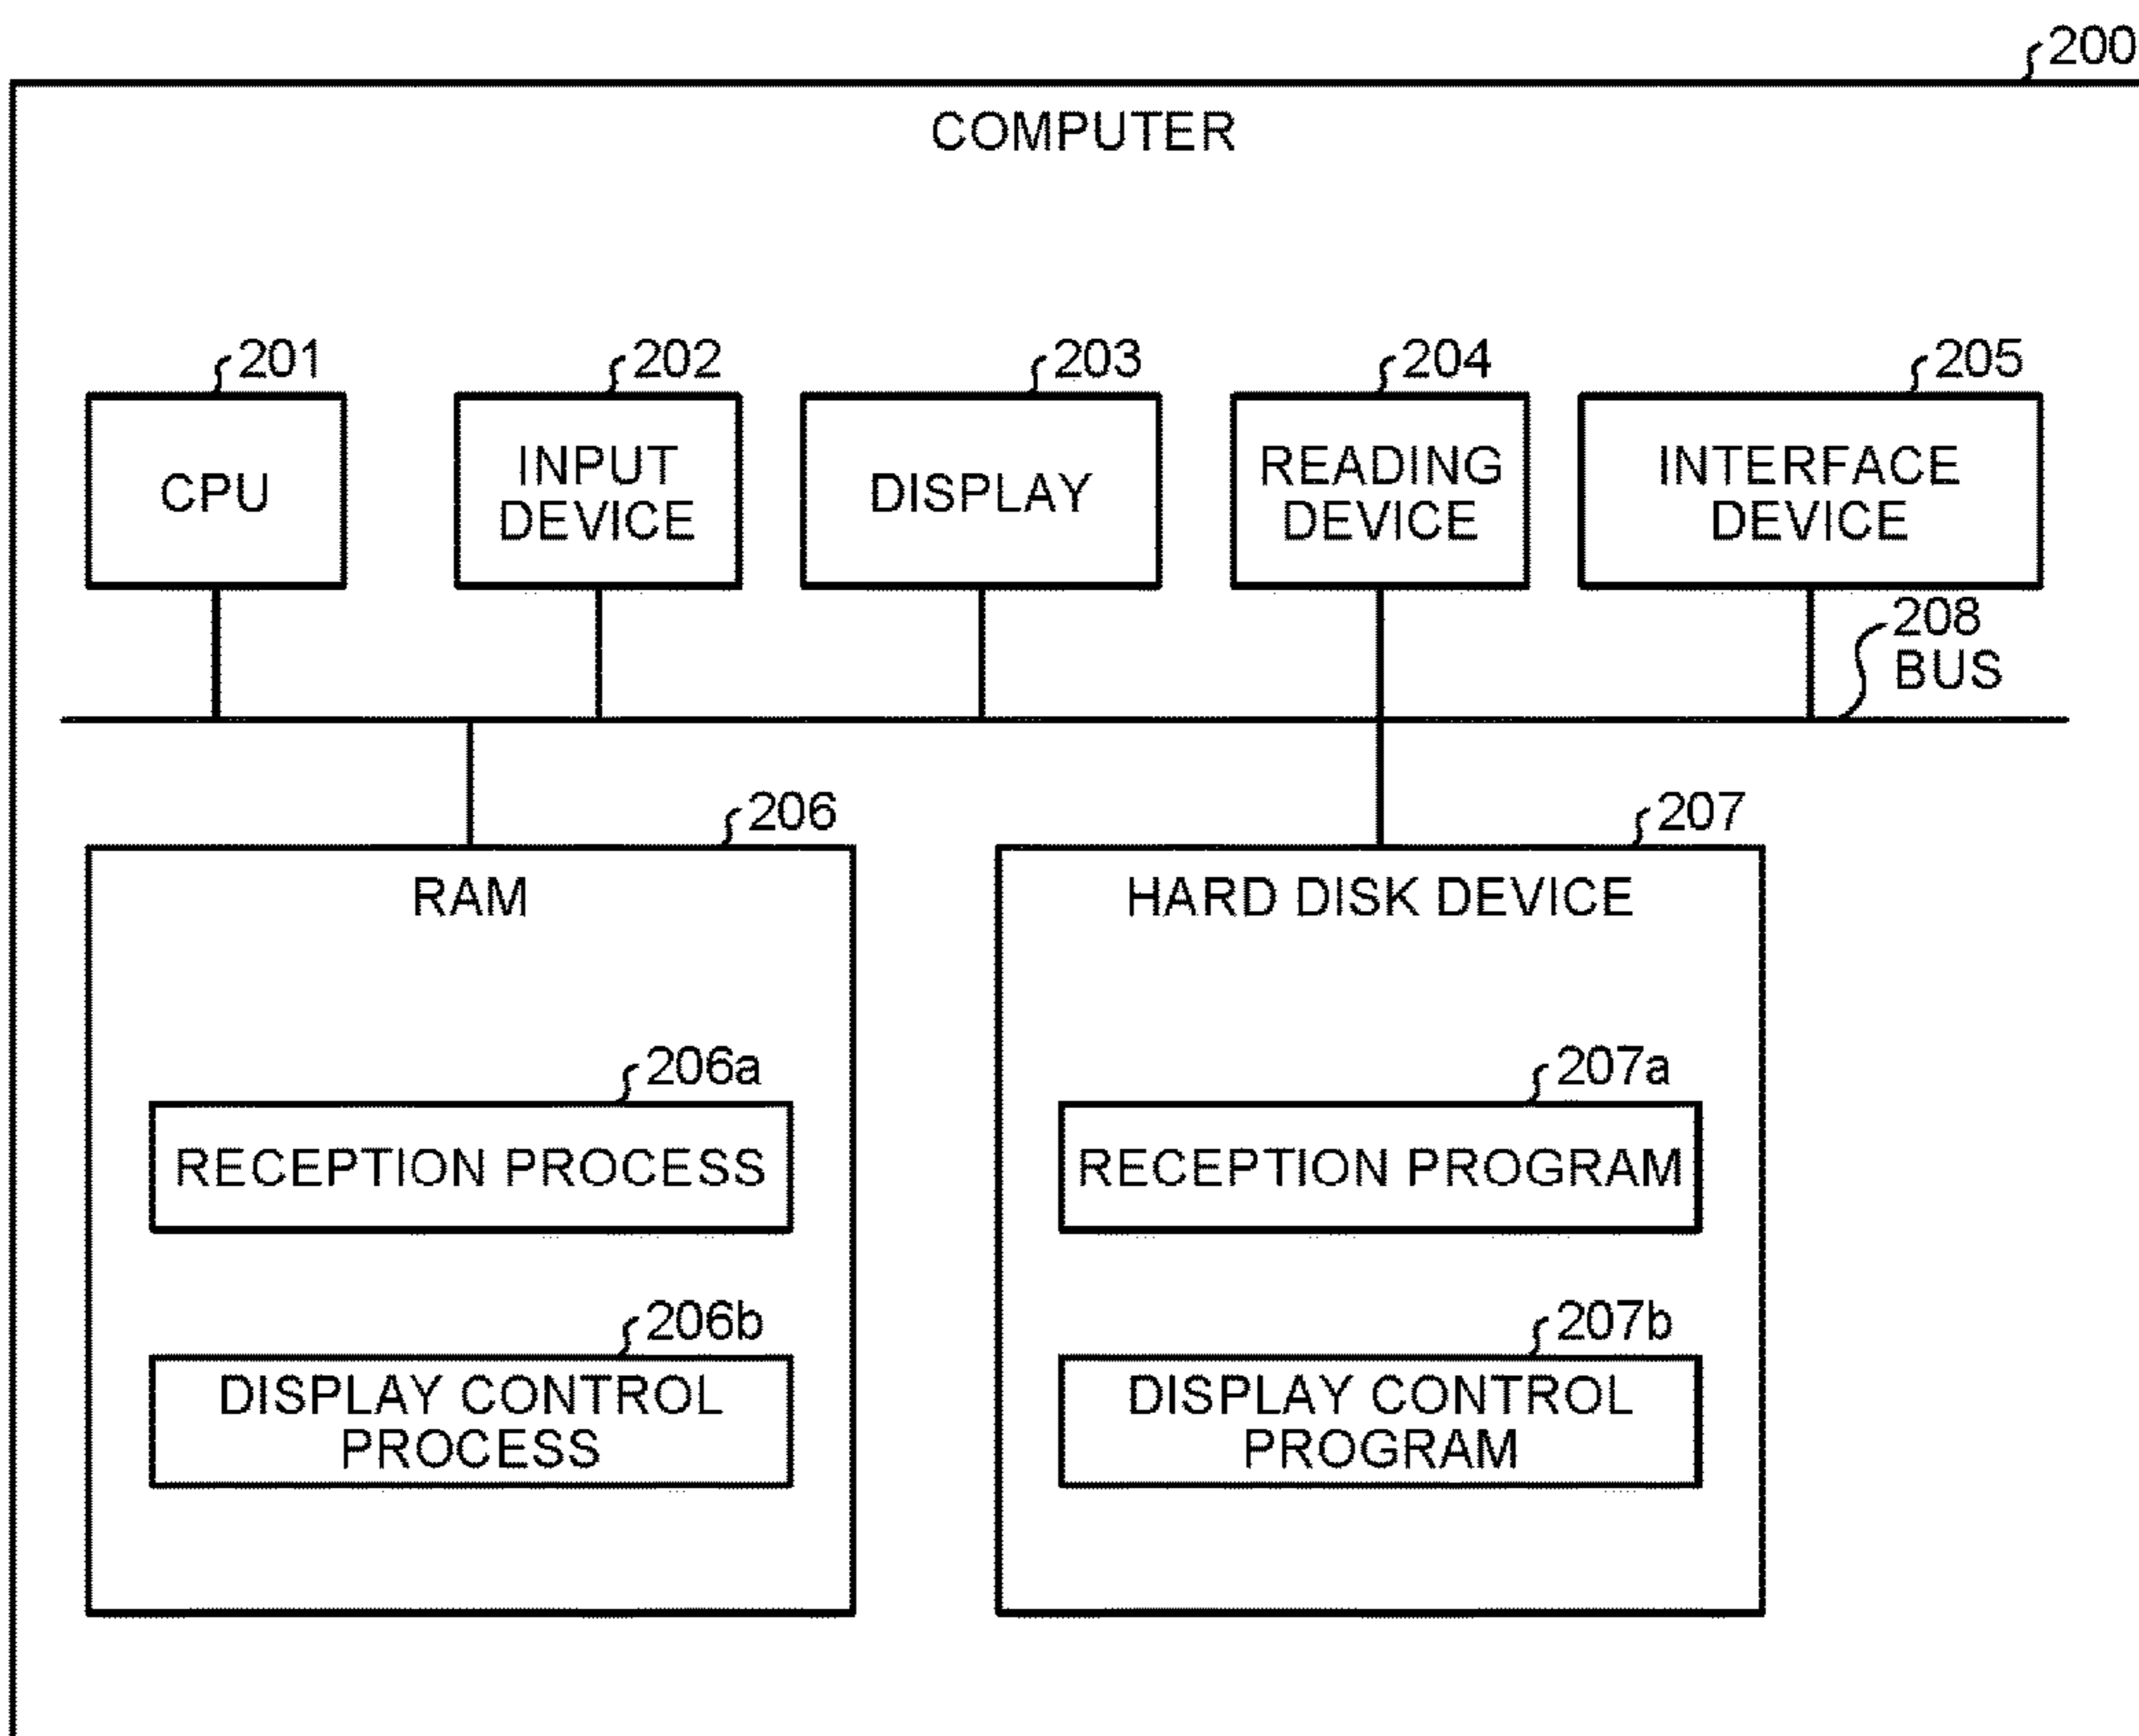 200
COMPUTER
201
202
203
204
205
CPU
INPUT
DEVICE
DISPLAY
READING
DEVICE
INTERFACE
DEVICE
208
BUS
206
207
RAM
HARD DISK DEVICE
206a
207a
RECEPTION PROCESS
RECEPTION PROGRAM
206b
207b
DISPLAY CONTROL
PROCESS
DISPLAY CONTROL
PROGRAM